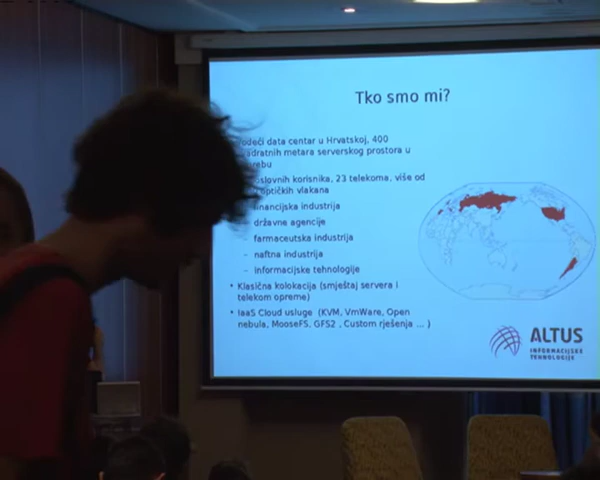 Tko smo mi?
data centar u Hrvatskoj, 400
metara serverskog prostora u
korisnika, 23 telekoma, više od
optičkih vlakana
industrija
- državne agencije
- farmaceutska industrija
- naftna industrija
- informacijske tehnologije
• Klasična kolokacija (smještaj servera i
telekom opreme)
• IaaS Cloud usluge (KVM, VmWare, Open
nebula, MooseFS, GFS2 , Custom rješenja ... )
ALTUS
INFORMACIJSKE
TEHNOLOGIJE